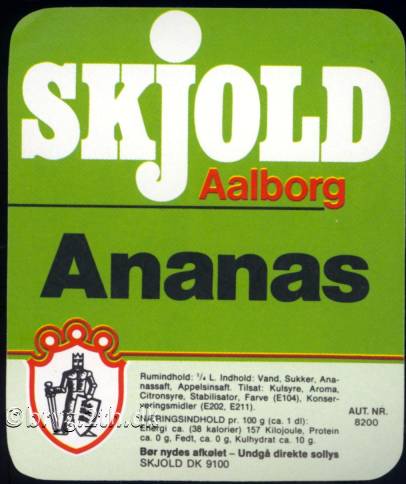 SKJOLD
Aalborg
Ananas
Rumindhold: ³/₄ L. Indhold: Vand, Sukker, Ana-
nassaft, Appelsinsaft. Tilsat: Kulsyre, Aroma,
Citronsyre, Stabilisator, Farve (E104), Konser-
veringsmidler (E202, E211).
NÆRINGSINDHOLD pr. 100 g (ca. 1 dl):
Energi ca. (38 kalorier) 157 Kilojoule, Protein
ca. 0 g, Fedt, ca. 0 g, Kulhydrat ca. 10 g.
Bør nydes afkølet – Undgå direkte sollys
SKJOLD DK 9100
AUT. NR.
8200